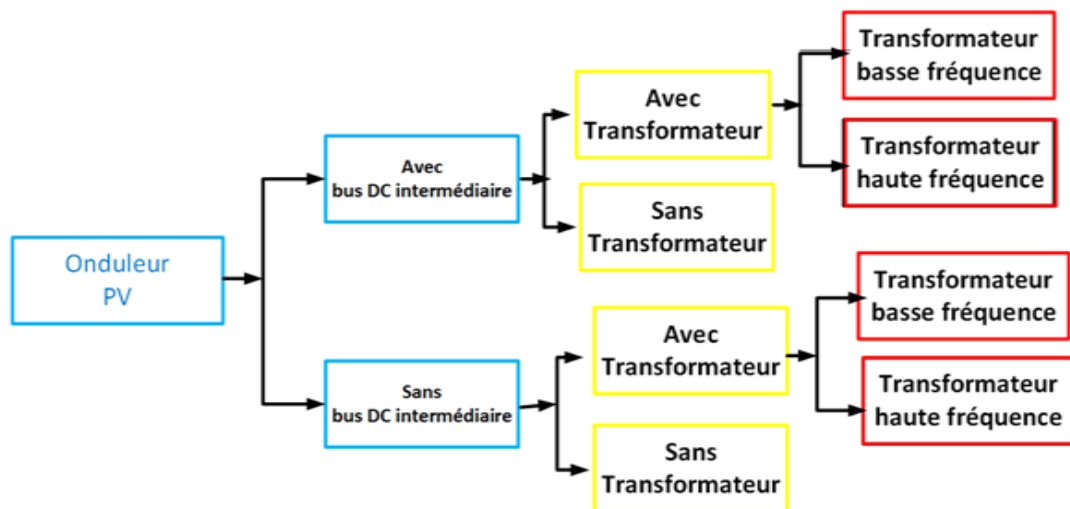 Onduleur
PV
Avec
bus DC intermédiaire
Avec
Transformateur
Transformateur
basse fréquence
Transformateur
haute fréquence
Sans
Transformateur
Sans
bus DC intermédiaire
Avec
Transformateur
Transformateur
basse fréquence
Transformateur
haute fréquence
Sans
Transformateur